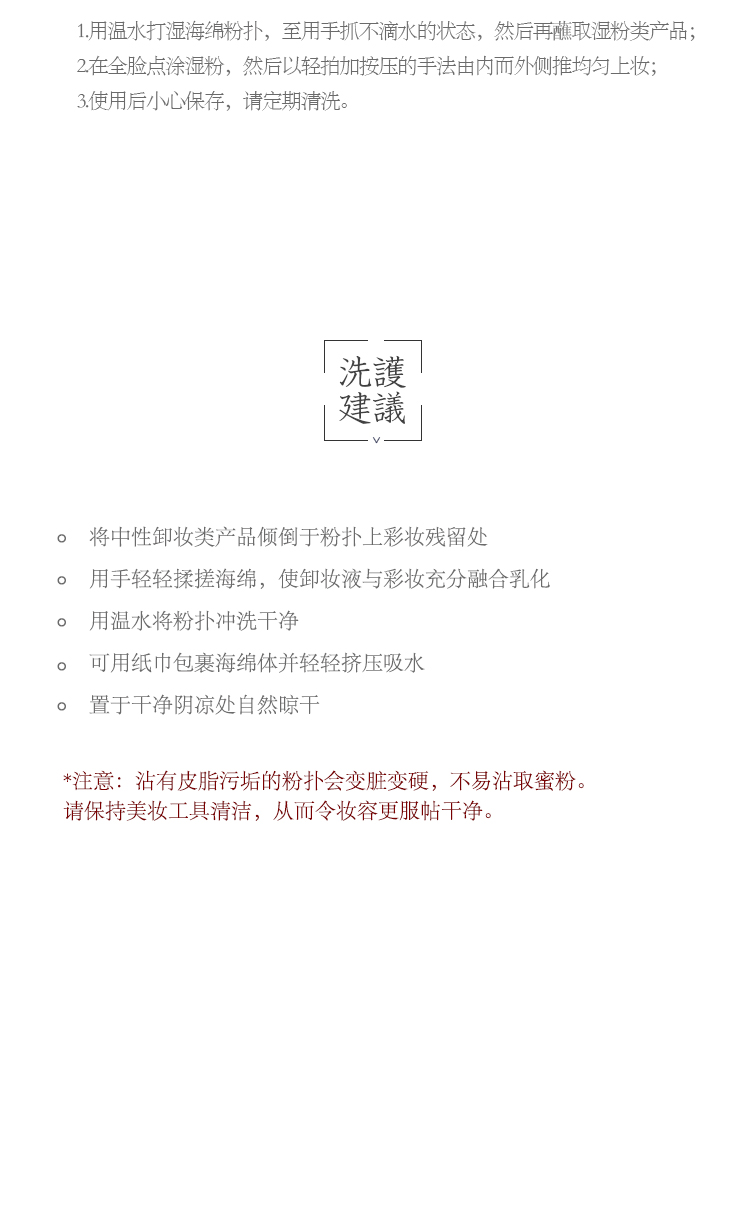 1.用温水打湿海绵粉扑，至用手抓不滴水的状态，然后再蘸取湿粉类产品；
2.在全脸点涂湿粉，然后以轻拍加按压的手法由内而外侧推均匀上妆；
3.使用后小心保存，请定期清洗。
洗護
建議
将中性卸妆类产品倾倒于粉扑上彩妆残留处
用手轻轻揉搓海绵，使卸妆液与彩妆充分融合乳化
用温水将粉扑冲洗干净
可用纸巾包裹海绵体并轻轻挤压吸水
置于干净阴凉处自然晾干
*注意：沾有皮脂污垢的粉扑会变脏变硬，不易沾取蜜粉。
请保持美妆工具清洁，从而令妆容更服帖干净。